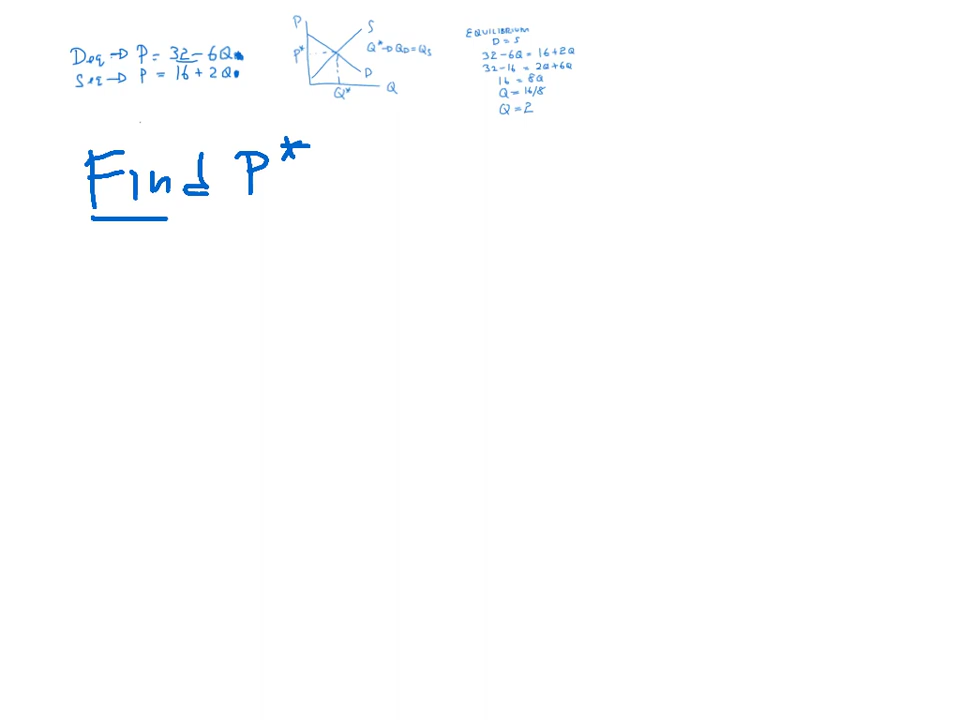 Deq → P = 32 - 6Q
Seq → P = 16 + 2Q
P
S
Q* → QD = QS
P*
D
Q
Q*
EQUILIBRIUM
D = S
32 - 6Q = 16 + 2Q
32 - 16 = 2Q + 6Q
16 = 8Q
Q = 16/8
Q = 2
Find P*